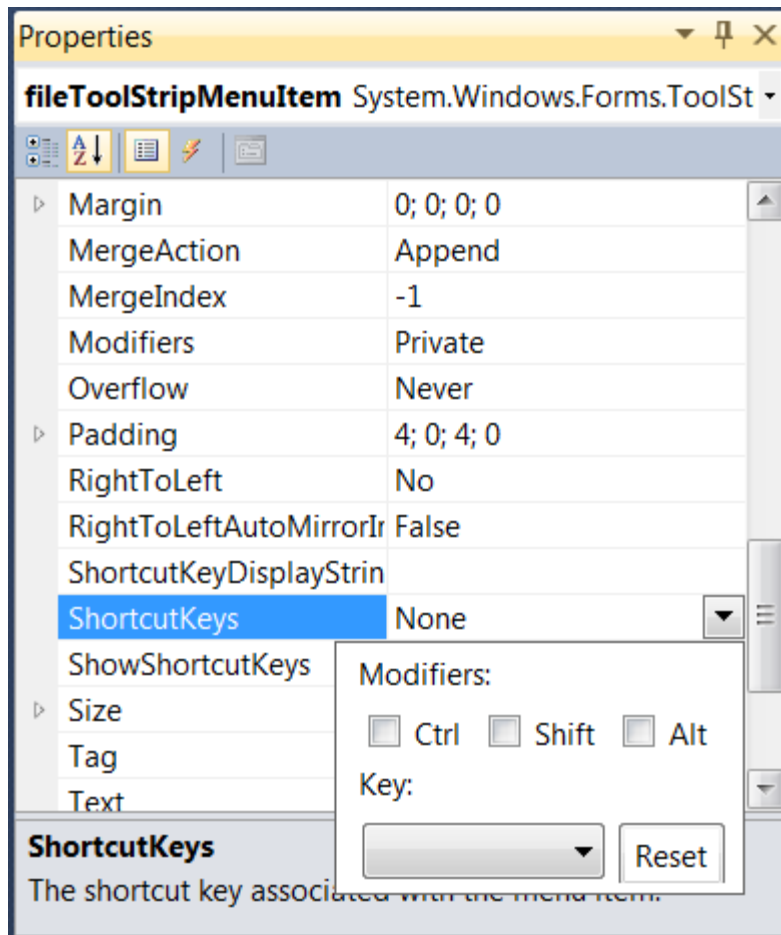 Properties
fileToolStripMenuItem System.Windows.Forms.ToolSt
Margin 0; 0; 0; 0
MergeAction Append
MergeIndex -1
Modifiers Private
Overflow Never
Padding 4; 0; 4; 0
RightToLeft No
RightToLeftAutoMirrorIr False
ShortcutKeyDisplayStrin
ShortcutKeys None
ShowShortcutKeys
Size
Tag
Text
Modifiers:
Ctrl Shift Alt
Key:
Reset
ShortcutKeys
The shortcut key associated with the menu item.